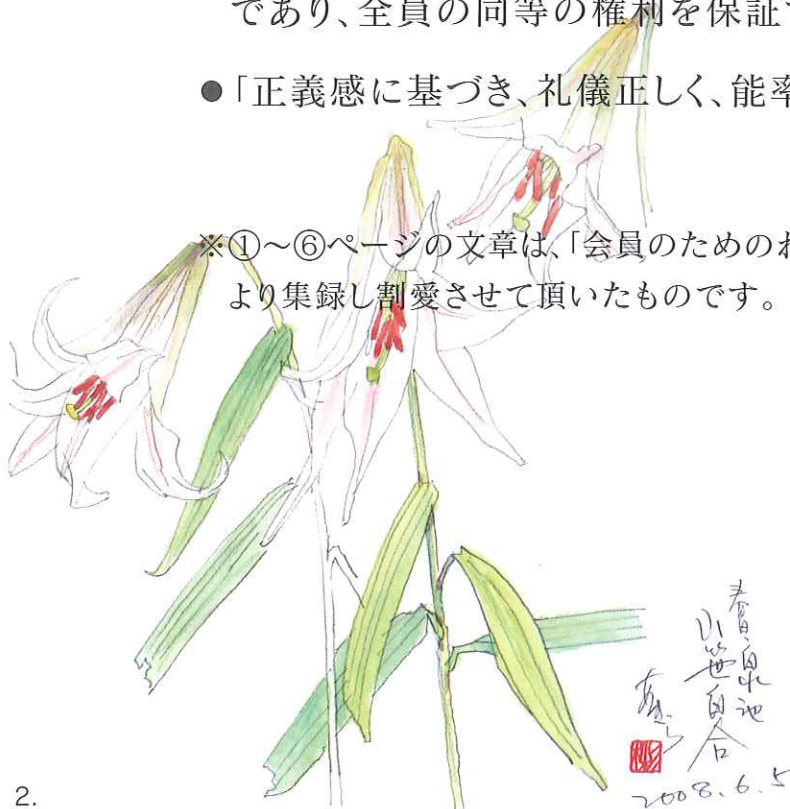 であり、全員の同等の権利を保証
●「正義感に基づき、礼儀正しく、能率
※①~⑥ページの文章は、「会員のための
より集録し割愛させて頂いたものです。
笹百合
2008.6.5
2.